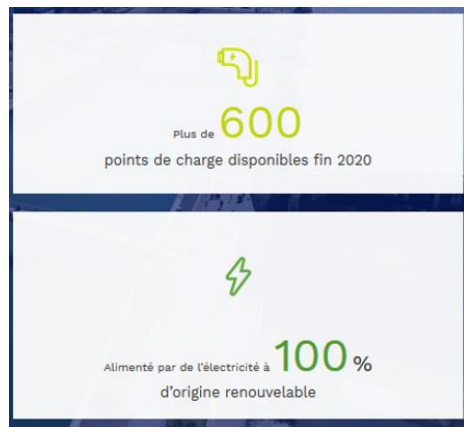 Plus de 600
points de charge disponibles fin 2020
Alimenté par de l'électricité à 100 %
d'origine renouvelable